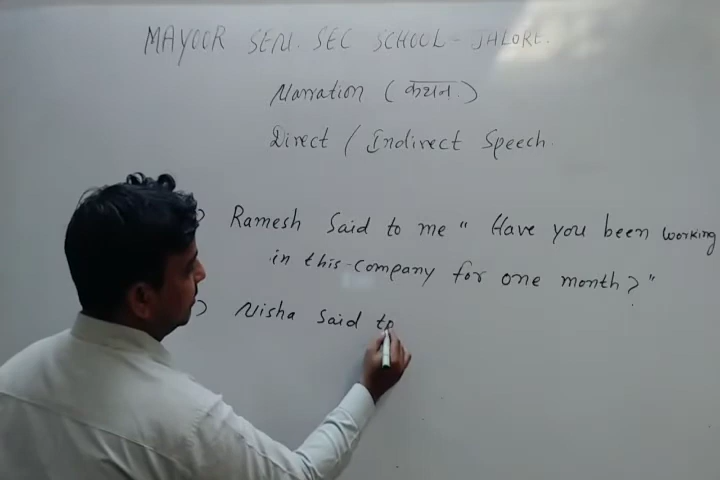 MAYOOR SEN. SEC SCHOOL - JALORE.
Narration (कथन.)
Direct / Indirect Speech.
) Ramesh Said to me " Have you been working
in this company for one month?"
) Nisha Said to